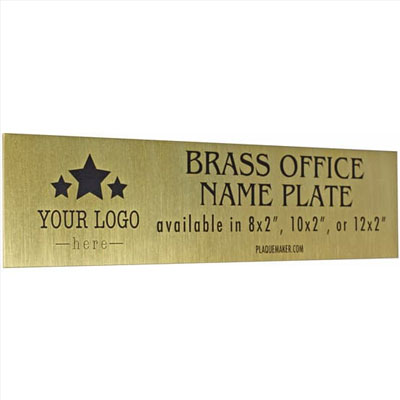 BRASS OFFICE
NAME PLATE
available in 8x2", 10x2", or 12x2"
PLAQUEMAKER.COM
YOUR LOGO
here